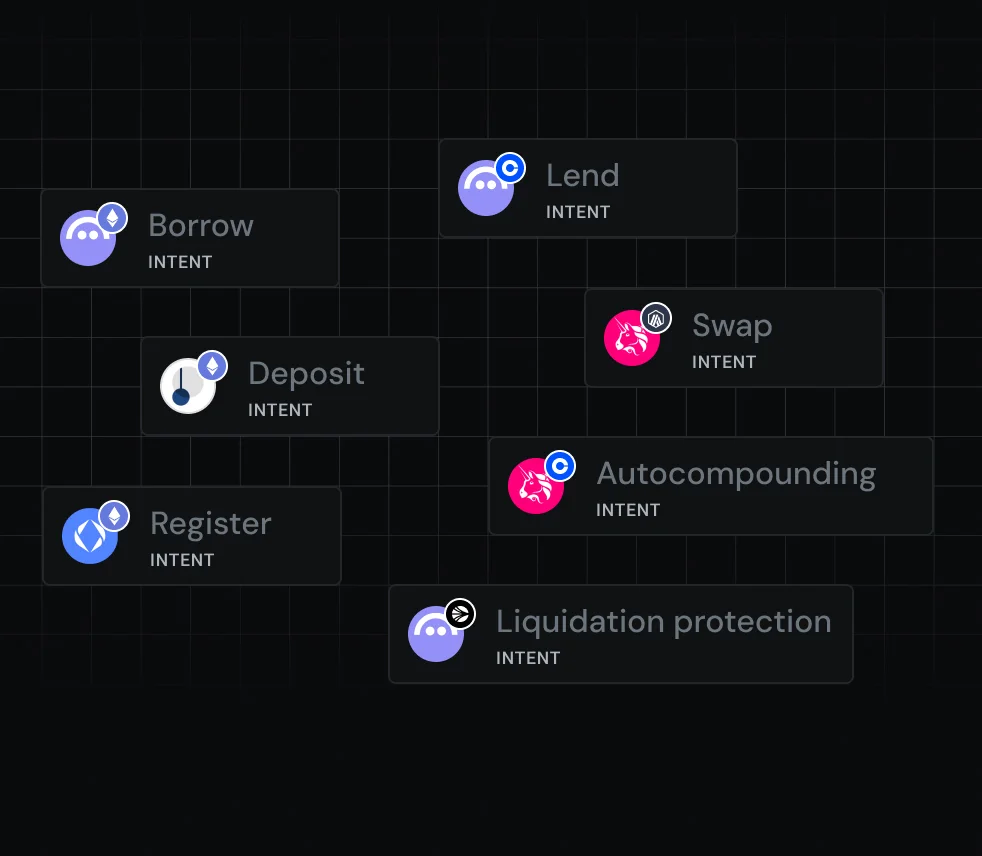 Lend
INTENT
Borrow
INTENT
Swap
INTENT
Deposit
INTENT
Autocompounding
INTENT
Register
INTENT
Liquidation protection
INTENT